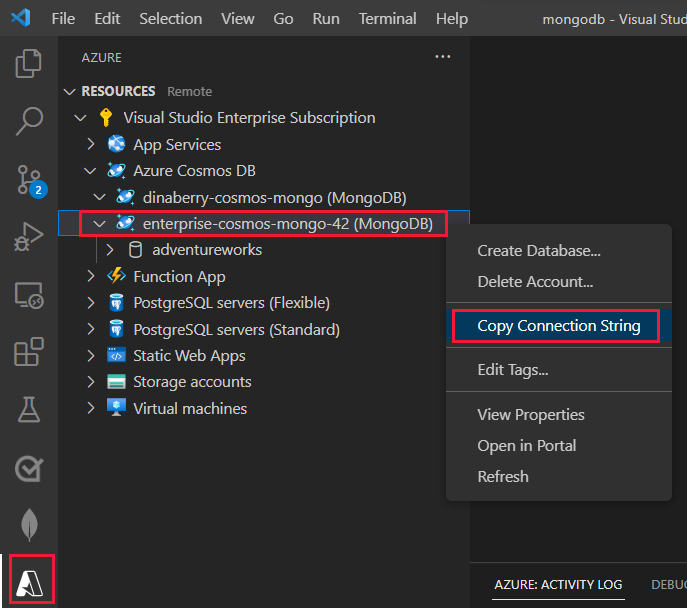 File Edit Selection View Go Run Terminal Help mongodb - Visual Stud
AZURE ...
RESOURCES Remote
Visual Studio Enterprise Subscription
App Services
Azure Cosmos DB
2
dinaberry-cosmos-mongo (MongoDB)
enterprise-cosmos-mongo-42 (MongoDB)
adventureworks
Function App
PostgreSQL servers (Flexible)
PostgreSQL servers (Standard)
Static Web Apps
Storage accounts
Virtual machines
Create Database...
Delete Account...
Copy Connection String
Edit Tags...
View Properties
Open in Portal
Refresh
AZURE: ACTIVITY LOG DEBU